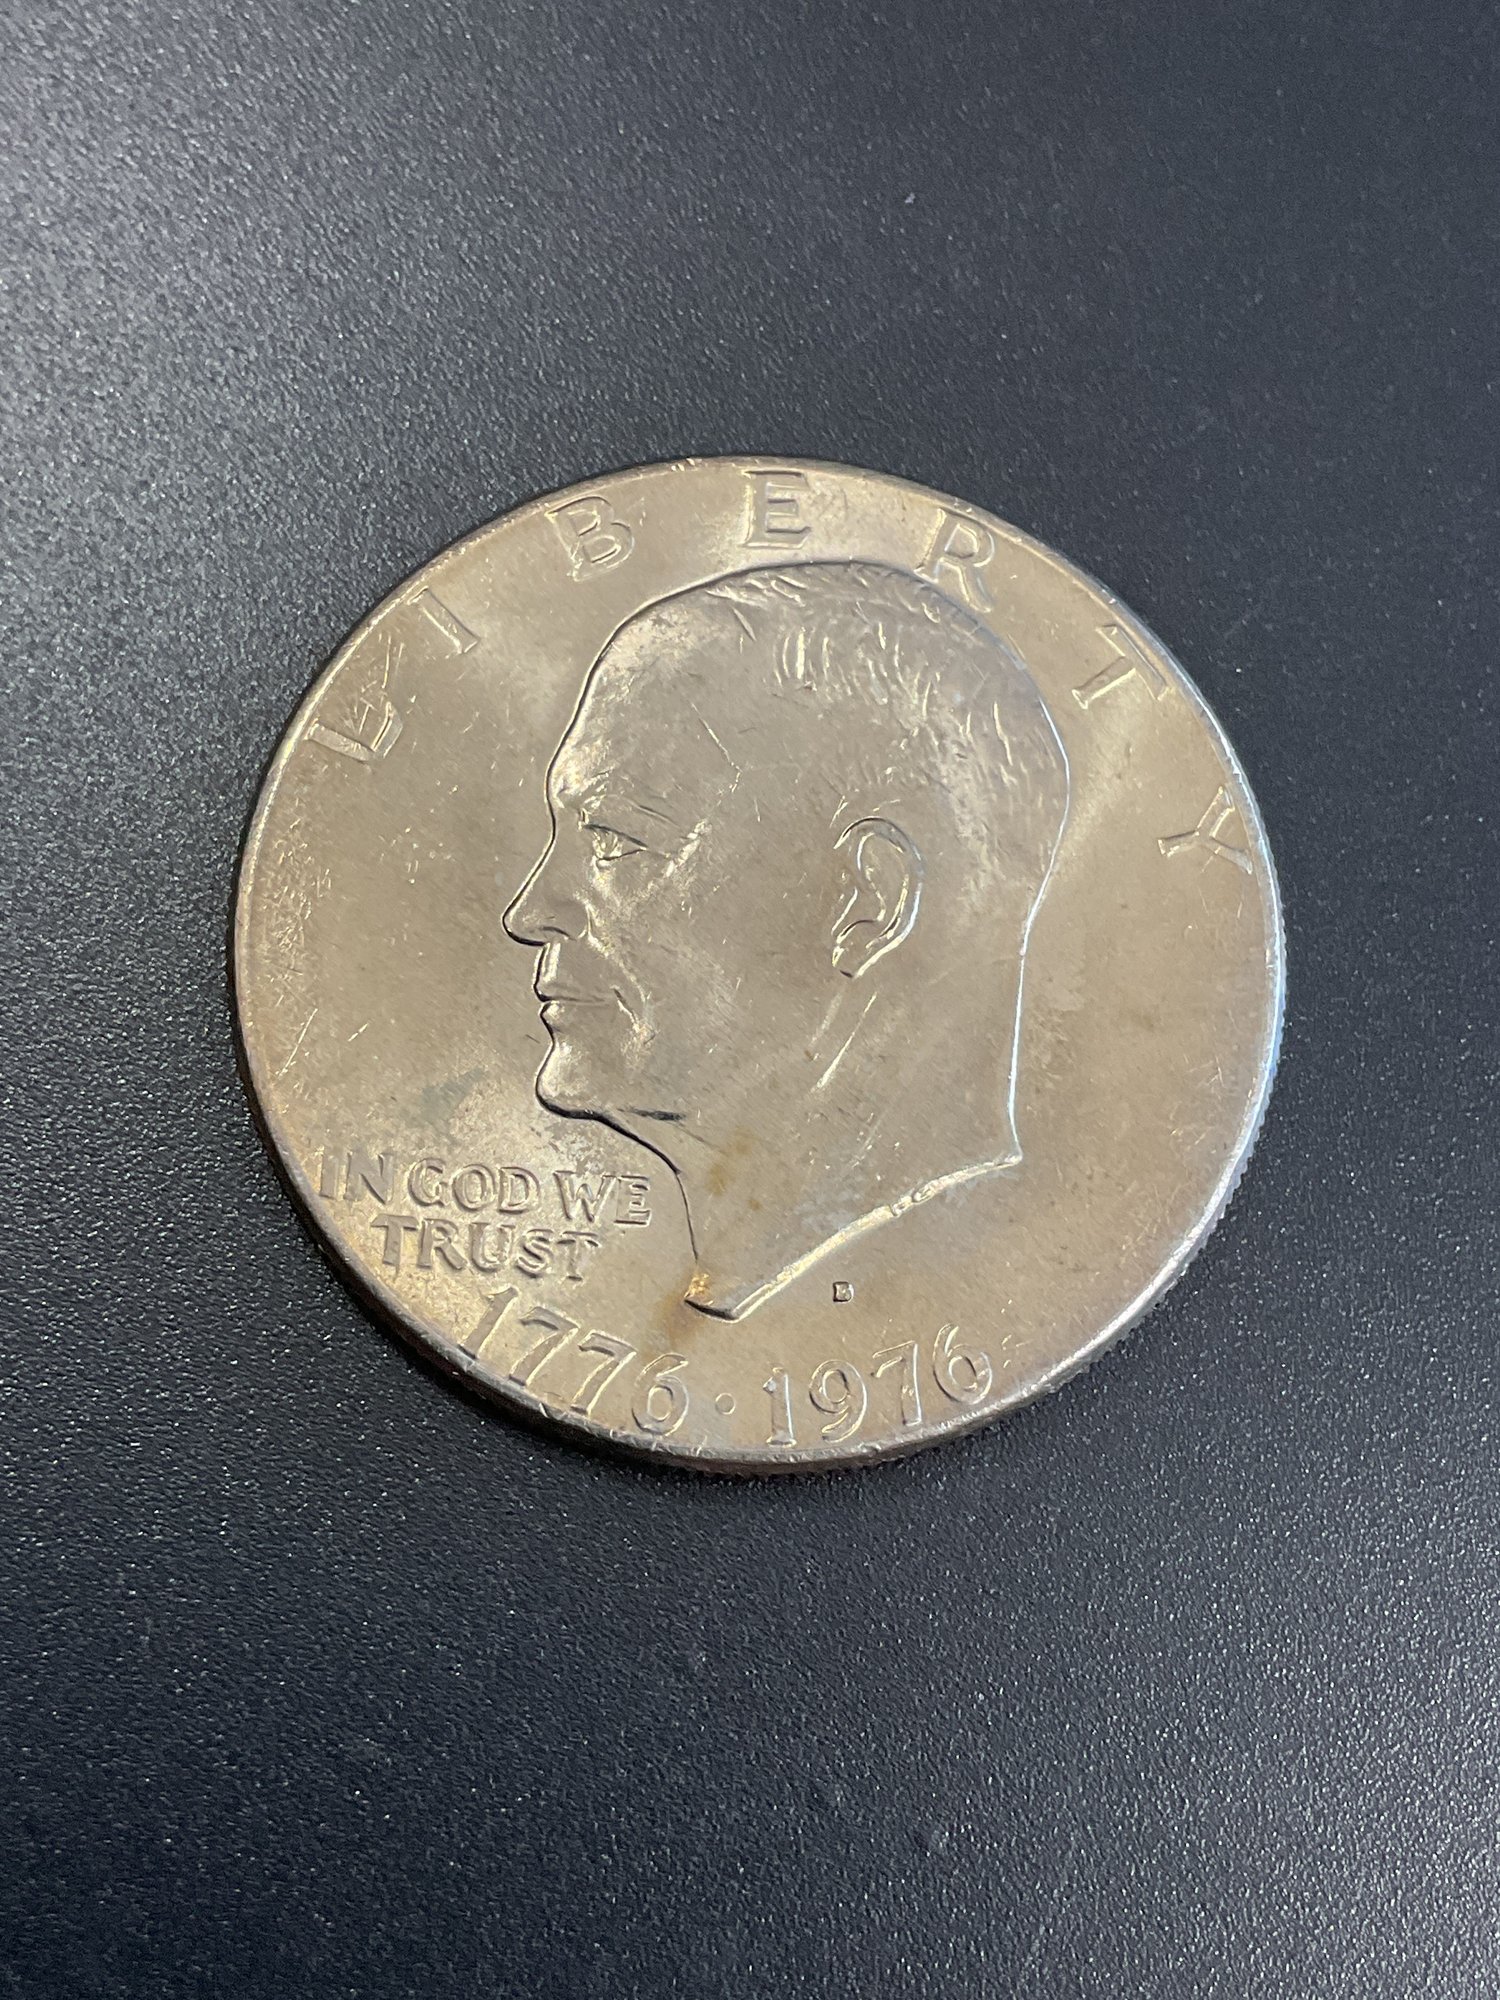 LIBERTY
IN GOD WE
TRUST
D
1776·1976